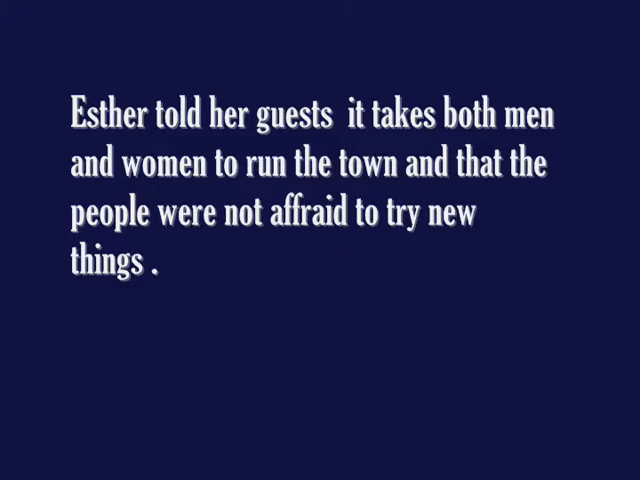 Esther told her guests  it takes both men
and women to run the town and that the
people were not affraid to try new
things .